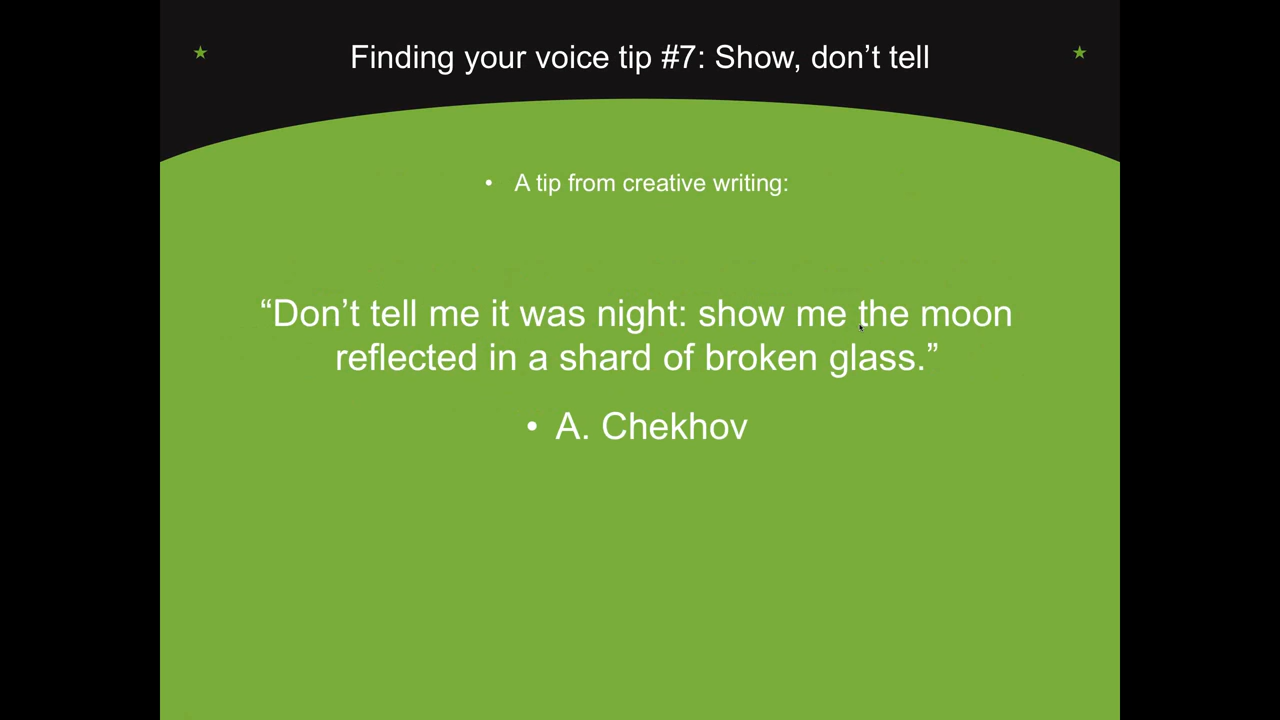 Finding your voice tip #7: Show, don’t tell
• A tip from creative writing:
“Don’t tell me it was night: show me the moon
reflected in a shard of broken glass.”
• A. Chekhov